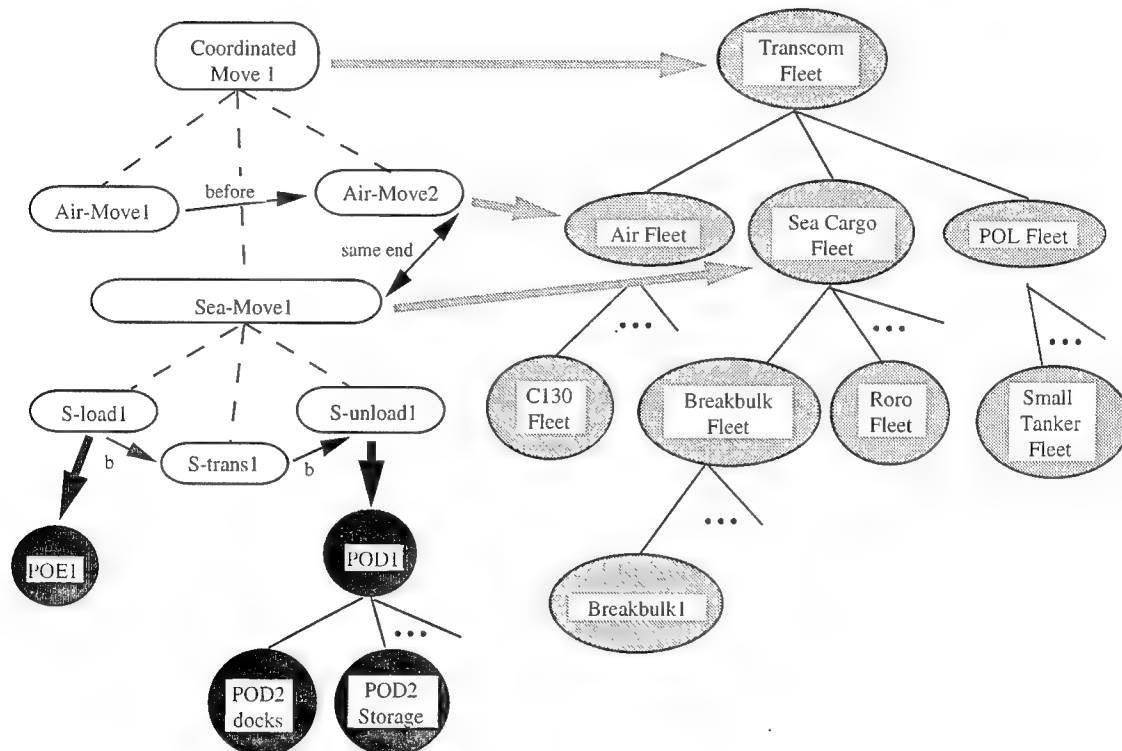 Coordinated
Move 1
Transcom
Fleet
before
Air-Move1
Air-Move2
Air Fleet
Sea Cargo
Fleet
POL Fleet
same end
Sea-Move1
•••
•••
•••
S-load1
S-unload1
C130
Fleet
Breakbulk
Fleet
Roro
Fleet
Small
Tanker
Fleet
b
S-trans1
b
•••
POE1
POD1
Breakbulk1
•••
POD2
docks
POD2
Storage